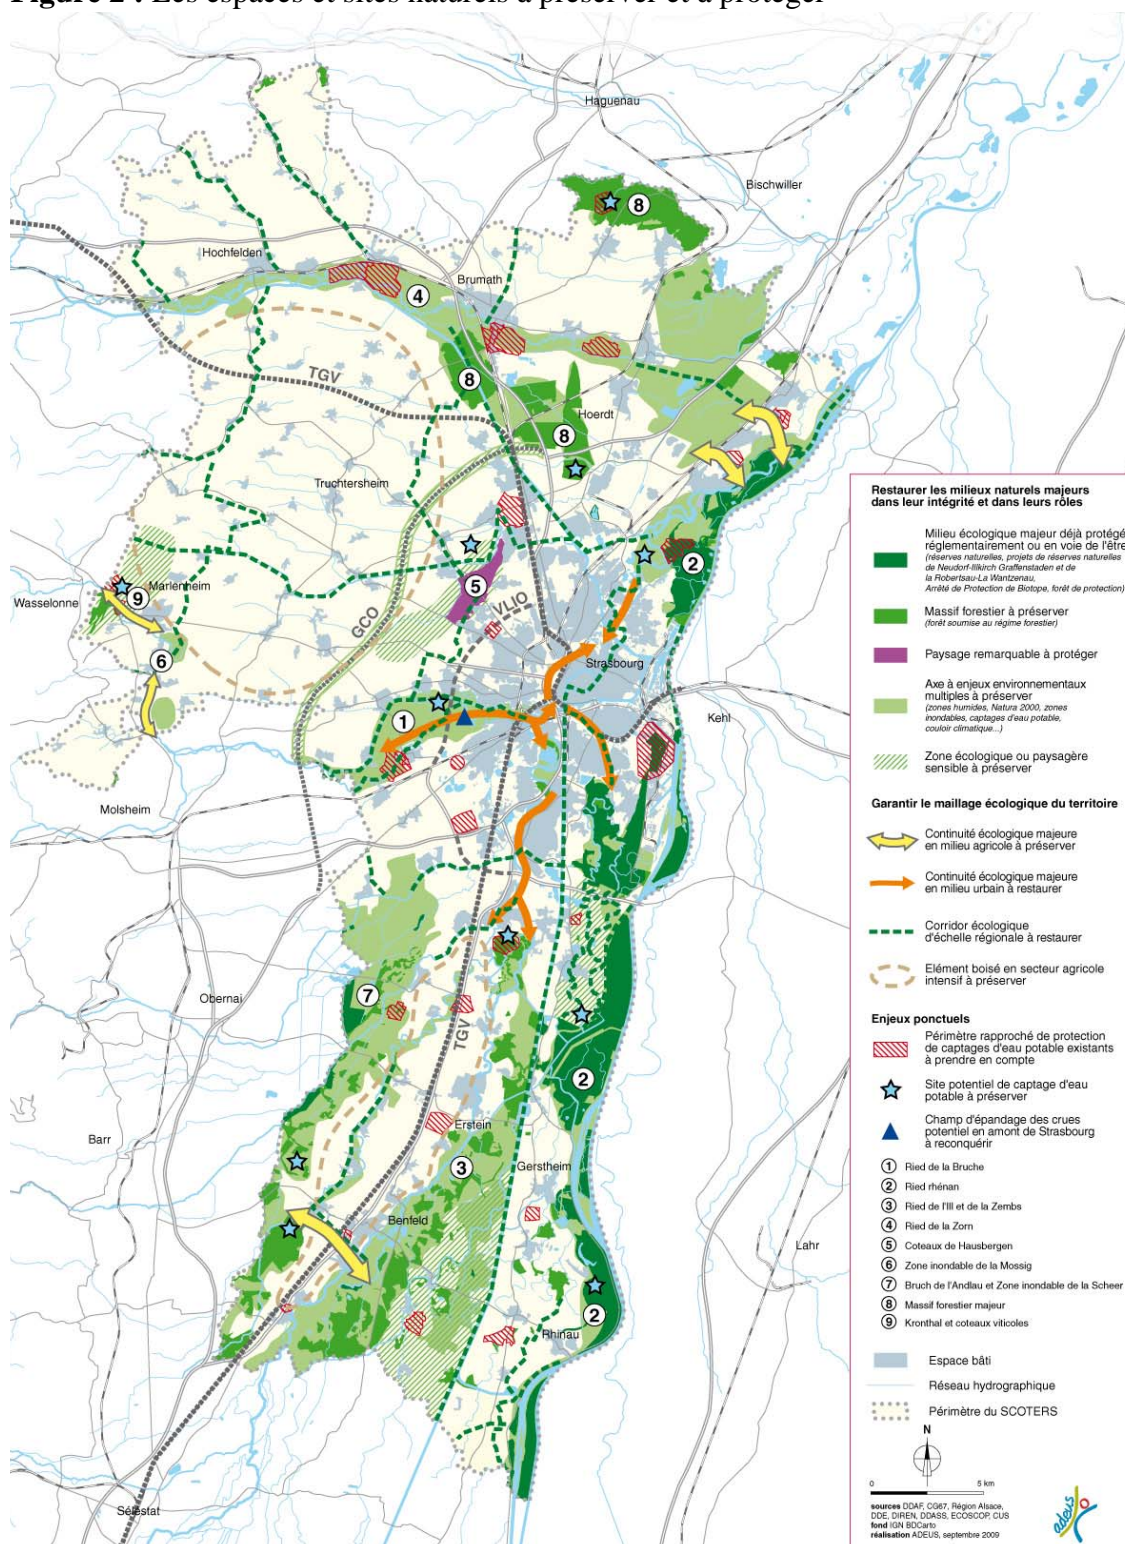 Figure 2 : Les espaces et sites naturels à préserver et à protéger
Haguenau
Bischwiller
8
Hochfelden
Brumath
4
TGV
8
Hoerdt
8
Truchtersheim
2
Marlenheim
5
Wasselonne
9
VLIO
GCO
6
Strasbourg
1
Kehl
Molsheim
7
Obernai
TGV
2
Barr
Erstein
3
Gerstheim
Benfeld
Lahr
2
Rhinau
Sélestat
Restaurer les milieux naturels majeurs
dans leur intégrité et dans leurs rôles
Milieu écologique majeur déjà protégé
réglementairement ou en voie de l'être
(réserves naturelles, projets de réserves naturelles
de Neudorf-Illkirch Graffenstaden et de
la Robertsau-La Wantzenau,
Arrêté de Protection de Biotope, forêt de protection)
Massif forestier à préserver
(forêt soumise au régime forestier)
Paysage remarquable à protéger
Axe à enjeux environnementaux
multiples à préserver
(zones humides, Natura 2000, zones
inondables, captages d'eau potable,
couloir climatique...)
Zone écologique ou paysagère
sensible à préserver
Garantir le maillage écologique du territoire
Continuité écologique majeure
en milieu agricole à préserver
Continuité écologique majeure
en milieu urbain à restaurer
Corridor écologique
d'échelle régionale à restaurer
Elément boisé en secteur agricole
intensif à préserver
Enjeux ponctuels
Périmètre rapproché de protection
de captages d'eau potable existants
à prendre en compte
Site potentiel de captage d'eau
potable à préserver
Champ d'épandage des crues
potentiel en amont de Strasbourg
à reconquérir
1 Ried de la Bruche
2 Ried rhénan
3 Ried de l'Ill et de la Zembs
4 Ried de la Zorn
5 Coteaux de Hausbergen
6 Zone inondable de la Mossig
7 Bruch de l'Andlau et Zone inondable de la Scheer
8 Massif forestier majeur
9 Kronthal et coteaux viticoles
Espace bâti
Réseau hydrographique
Périmètre du SCOTERS
N
0 5 km
sources DDAF, CG67, Région Alsace,
DDE, DIREN, DDASS, ECOSCOP, CUS
fond IGN BDCarto
réalisation ADEUS, septembre 2009
adeus